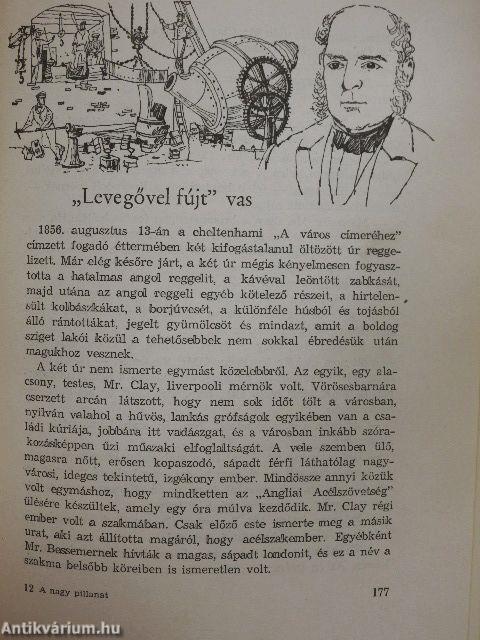 „Levegővel fújt" vas
1856. augusztus 13-án a cheltenhami „A város címeréhez"
címzett fogadó éttermében két kifogástalanul öltözött úr regge-
lizett. Már elég későre járt, a két úr mégis kényelmesen fogyasz-
totta a hatalmas angol reggelit, a kávéval leöntött zabkását,
majd utána az angol reggeli egyéb kötelező részeit, a hirtelen-
sült kolbászkákat, a borjúvesét, a különféle húsból és tojásból
álló rántottákat, jegelt gyümölcsöt és mindazt, amit a boldog
sziget lakói közül a tehetősebbek nem sokkal ébredésük után
magukhoz vesznek.
A két úr nem ismerte egymást közelebbről. Az egyik, egy ala-
csony, testes, Mr. Clay, liverpooli mérnök volt. Vörösesbarnára
cserzett arcán látszott, hogy nem sok időt tölt a városban,
nyilván valahol a hűvös, lankás grófságok egyikében van a csa-
ládi kúriája, jobbára itt vadászgat, és a városban inkább szóra-
kozásképpen űzi műszaki elfoglaltságát. A vele szemben ülő,
magasra nőtt, erősen kopaszodó, sápadt férfi láthatólag nagy-
városi, ideges tekintetű, izgékony ember. Mindössze annyi közük
volt egymáshoz, hogy mindketten az „Angliai Acélszövetség"
ülésére készültek, amely egy óra múlva kezdődik. Mr. Clay régi
ember volt a szakmában. Csak előző este ismerte meg a másik
urat, aki azt állította magáról, hogy acélszakember. Egyébként
Mr. Bessemernek hívták a magas, sápadt londonit, és ez a név a
szakma belsőbb köreiben is ismeretlen volt.
12 A nagy pillanat
177
Antikvárium.hu